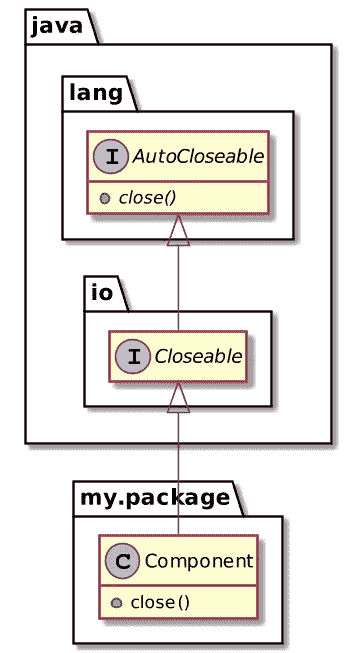 java
lang
I AutoCloseable
close()
io
I Closeable
my.package
C Component
close()